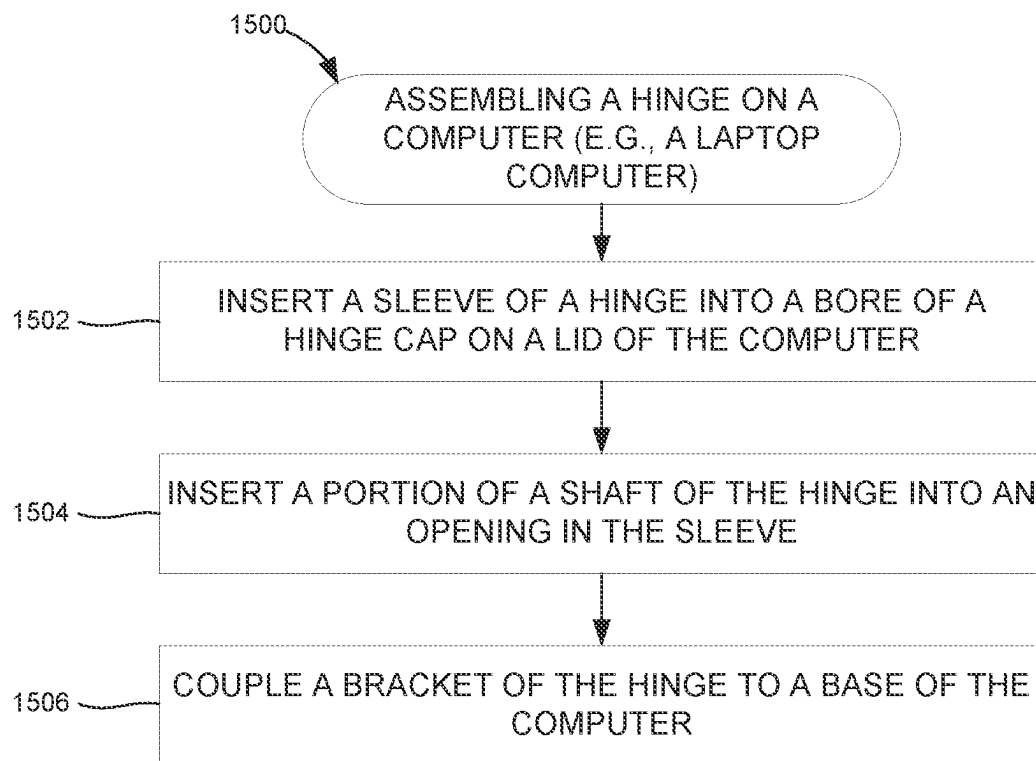 1500
ASSEMBLING A HINGE ON A
COMPUTER (E.G., A LAPTOP
COMPUTER)
1502
INSERT A SLEEVE OF A HINGE INTO A BORE OF A
HINGE CAP ON A LID OF THE COMPUTER
1504
INSERT A PORTION OF A SHAFT OF THE HINGE INTO AN
OPENING IN THE SLEEVE
1506
COUPLE A BRACKET OF THE HINGE TO A BASE OF THE
COMPUTER